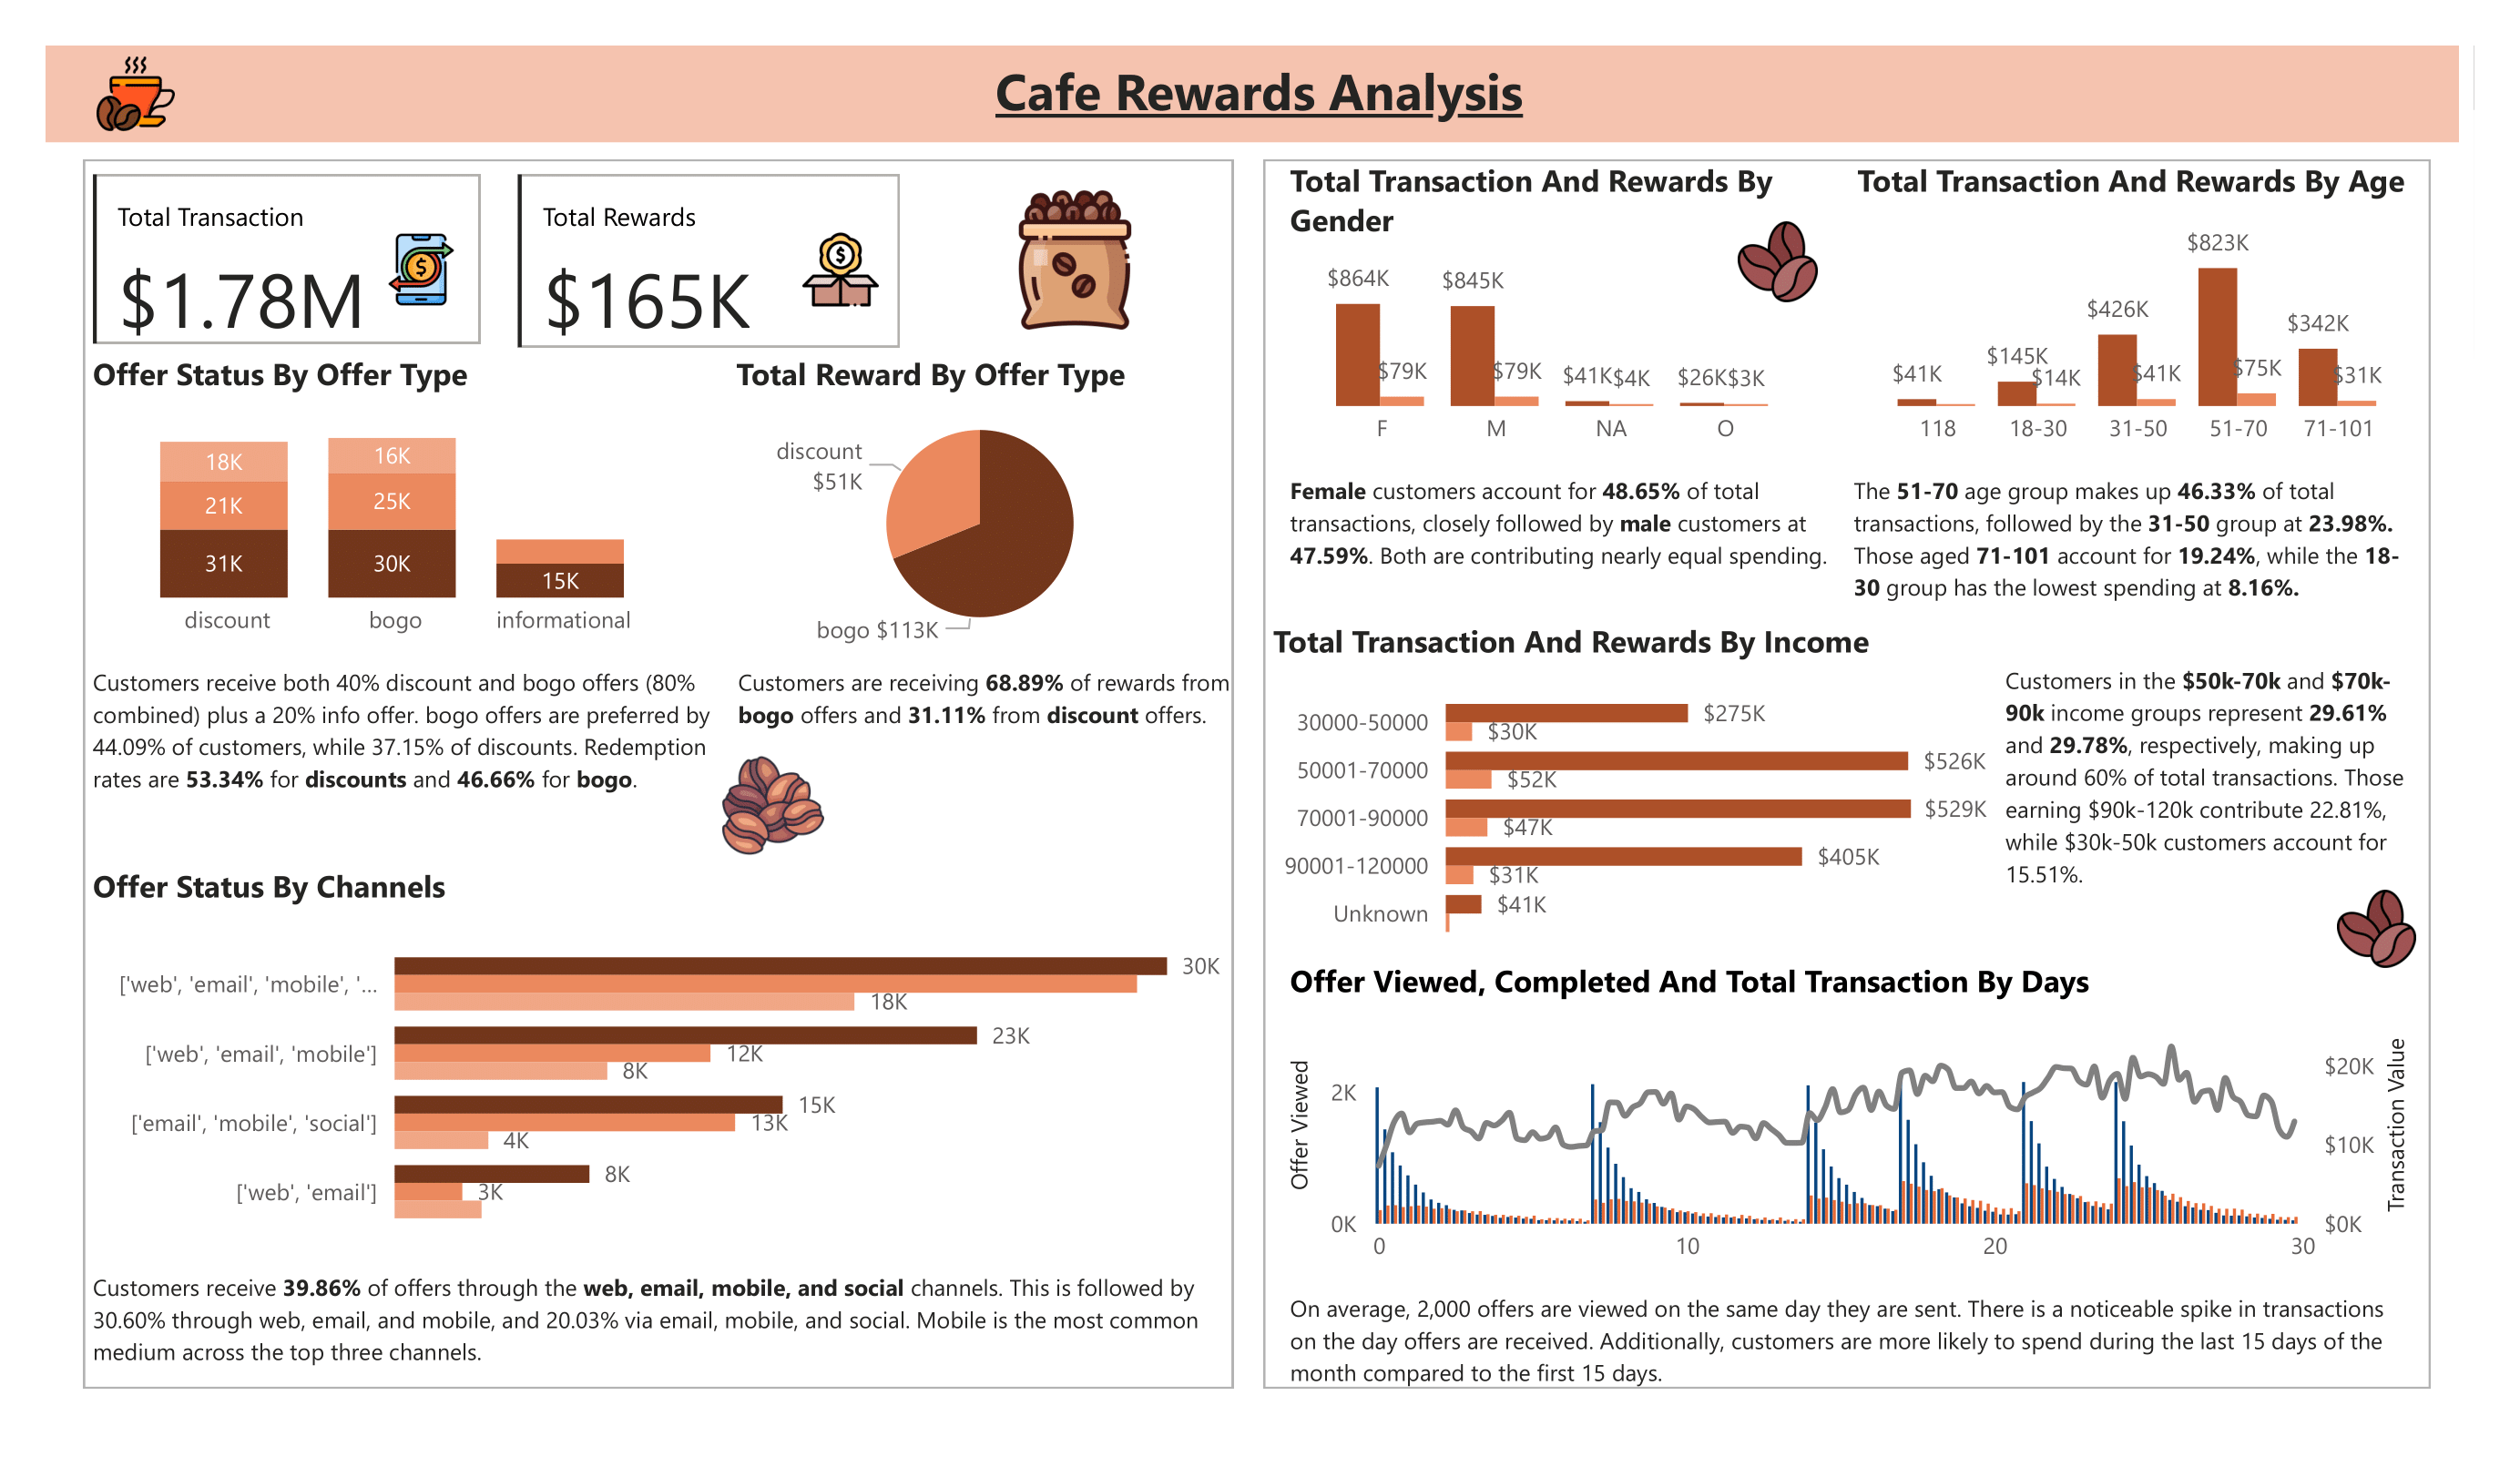 Cafe Rewards Analysis
Total Transaction
$1.78M
Total Rewards
$165K
Offer Status By Offer Type
18K
21K
31K
16K
25K
30K
15K
discount
bogo
informational
Customers receive both 40% discount and bogo offers (80%
combined) plus a 20% info offer. bogo offers are preferred by
44.09% of customers, while 37.15% of discounts. Redemption
rates are 53.34% for discounts and 46.66% for bogo.
Total Reward By Offer Type
discount
$51K
bogo $113K
Customers are receiving 68.89% of rewards from
bogo offers and 31.11% from discount offers.
Offer Status By Channels
['web', 'email', 'mobile', '...
30K
18K
['web', 'email', 'mobile']
23K
12K
8K
['email', 'mobile', 'social']
15K
13K
4K
['web', 'email']
8K
3K
Customers receive 39.86% of offers through the web, email, mobile, and social channels. This is followed by
30.60% through web, email, and mobile, and 20.03% via email, mobile, and social. Mobile is the most common
medium across the top three channels.
Total Transaction And Rewards By
Gender
$864K
$79K
$845K
$79K
$41K
$4K
$26K
$3K
F
M
NA
O
Female customers account for 48.65% of total
transactions, closely followed by male customers at
47.59%. Both are contributing nearly equal spending.
Total Transaction And Rewards By Age
$41K
$145K
$14K
$426K
$41K
$823K
$75K
$342K
$31K
118
18-30
31-50
51-70
71-101
The 51-70 age group makes up 46.33% of total
transactions, followed by the 31-50 group at 23.98%.
Those aged 71-101 account for 19.24%, while the 18-
30 group has the lowest spending at 8.16%.
Total Transaction And Rewards By Income
30000-50000
$275K
$30K
50001-70000
$526K
$52K
70001-90000
$529K
$47K
90001-120000
$405K
$31K
Unknown
$41K
Customers in the $50k-70k and $70k-
90k income groups represent 29.61%
and 29.78%, respectively, making up
around 60% of total transactions. Those
earning $90k-120k contribute 22.81%,
while $30k-50k customers account for
15.51%.
Offer Viewed, Completed And Total Transaction By Days
Offer Viewed
2K
0K
0
10
20
30
$20K
$10K
$0K
Transaction Value
On average, 2,000 offers are viewed on the same day they are sent. There is a noticeable spike in transactions
on the day offers are received. Additionally, customers are more likely to spend during the last 15 days of the
month compared to the first 15 days.